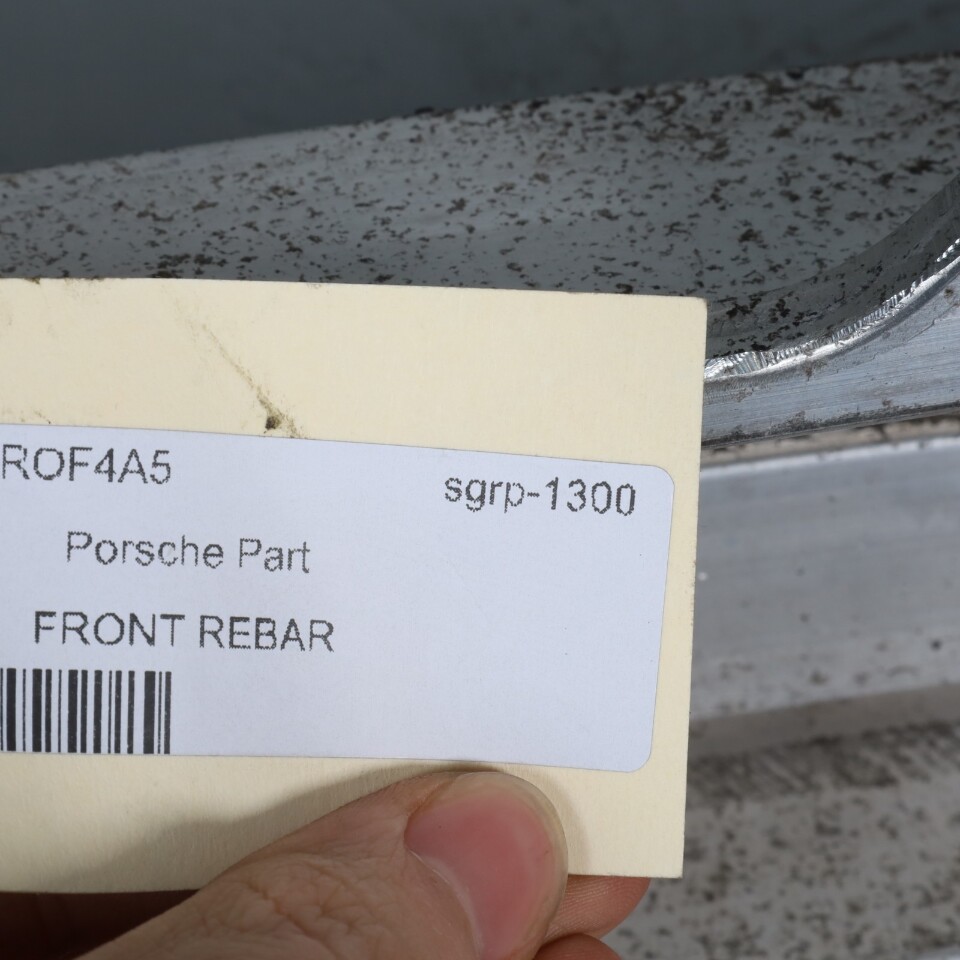 ROF4A5 sgrp-1300
Porsche Part
FRONT REBAR